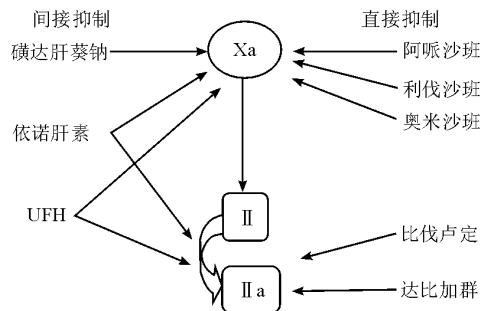 间接抑制
直接抑制
磺达肝葵钠
Xa
阿哌沙班
利伐沙班
奥米沙班
依诺肝素
UFH
Ⅱ
比伐卢定
Ⅱa
达比加群